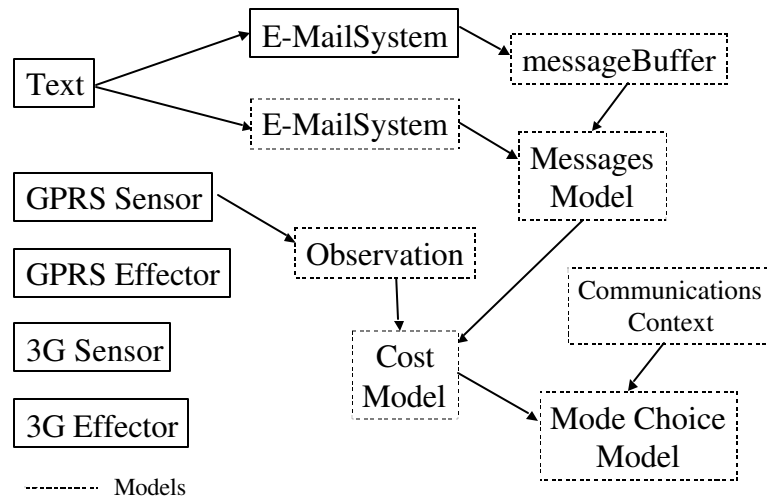 E-MailSystem
messageBuffer
Text
E-MailSystem
Messages
Model
GPRS Sensor
Observation
GPRS Effector
Communications
Context
3G Sensor
Cost
Model
Mode Choice
Model
3G Effector
Models